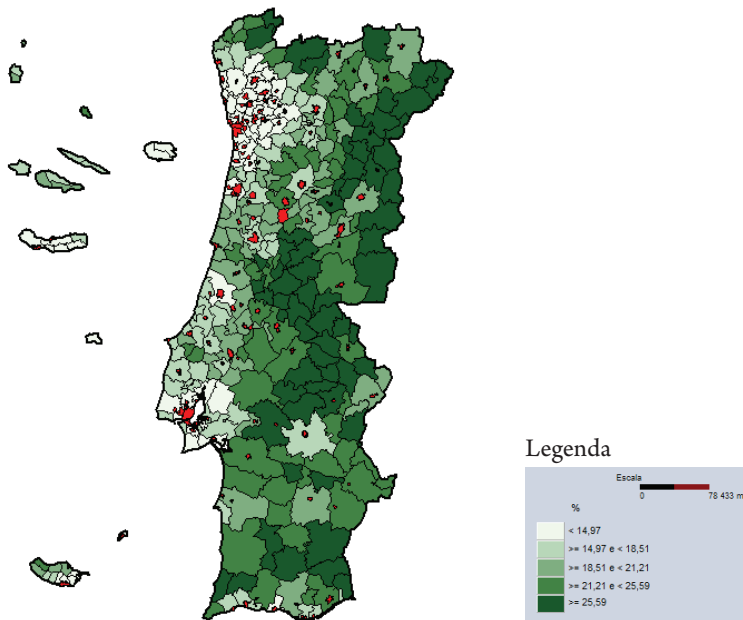 Legenda
Escala
0 78 433 m
%
< 14,97
>= 14,97 e < 18,51
>= 18,51 e < 21,21
>= 21,21 e < 25,59
>= 25,59